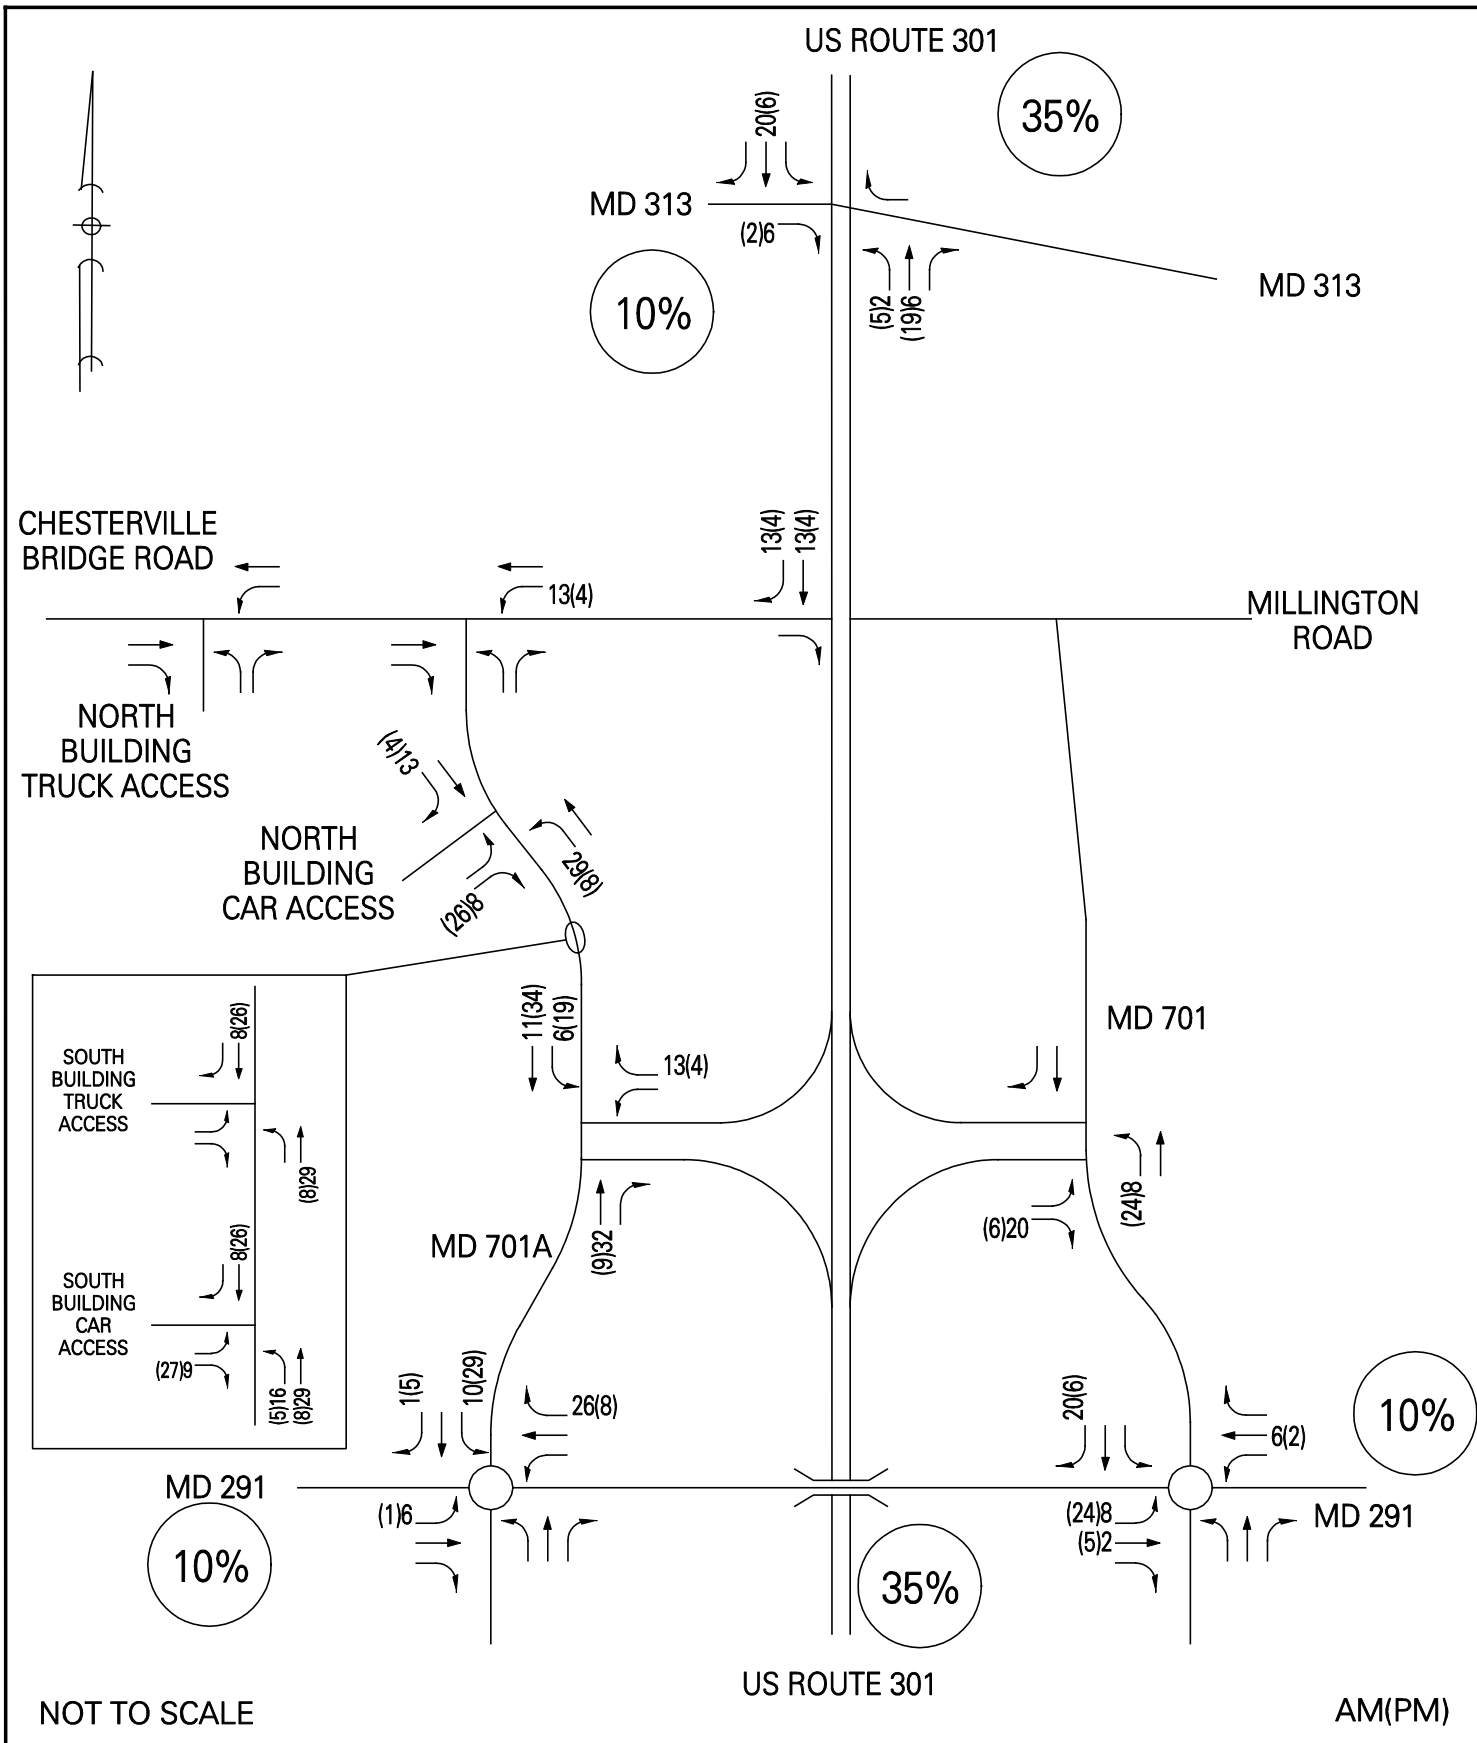 US ROUTE 301
35%
20(6)
MD 313
(2)6
10%
(5)2
(19)6
MD 313
CHESTERVILLE
BRIDGE ROAD
13(4)
13(4)
13(4)
MILLINGTON
ROAD
NORTH
BUILDING
TRUCK ACCESS
(4)13
NORTH
BUILDING
CAR ACCESS
(26)8
29(8)
SOUTH
BUILDING
TRUCK
ACCESS
8(26)
(8)29
SOUTH
BUILDING
CAR
ACCESS
8(26)
(27)9
(5)16
(8)29
11(34)
6(19)
13(4)
MD 701
MD 701A
(9)32
(6)20
(24)8
1(5)
10(29)
26(8)
20(6)
6(2)
10%
MD 291
(1)6
10%
(24)8
(5)2
MD 291
35%
US ROUTE 301
NOT TO SCALE
AM(PM)